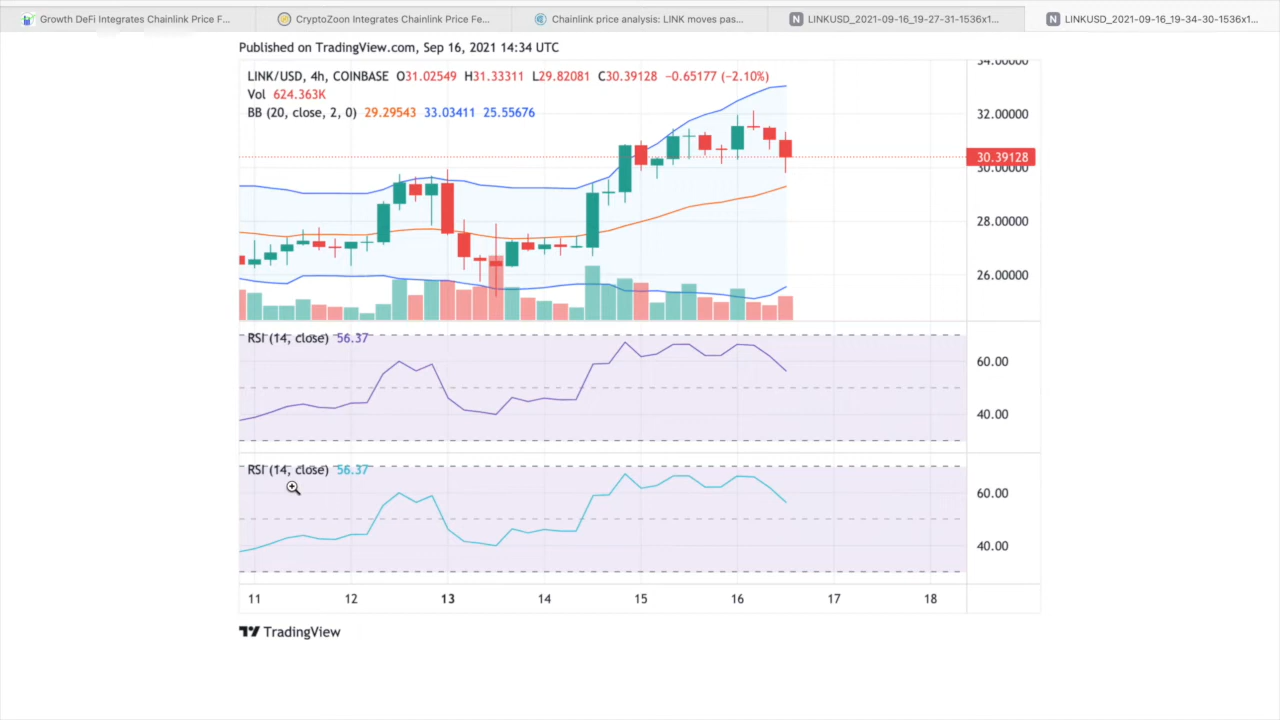 Growth DeFi Integrates Chainlink Price F...
CryptoZoon Integrates Chainlink Price Fe...
Chainlink price analysis: LINK moves pas...
LINKUSD_2021-09-16_19-27-31-1536x1...
LINKUSD_2021-09-16_19-34-30-1536x1...
Published on TradingView.com, Sep 16, 2021 14:34 UTC
LINK/USD, 4h, COINBASE O31.02549 H31.33311 L29.82081 C30.39128 −0.65177 (−2.10%)
Vol 624.363K
BB (20, close, 2, 0) 29.29543 33.03411 25.55676
34.00000
32.00000
30.39128
30.00000
28.00000
26.00000
RSI (14, close) 56.37
60.00
40.00
RSI (14, close) 56.37
60.00
40.00
11 12 13 14 15 16 17 18
TradingView